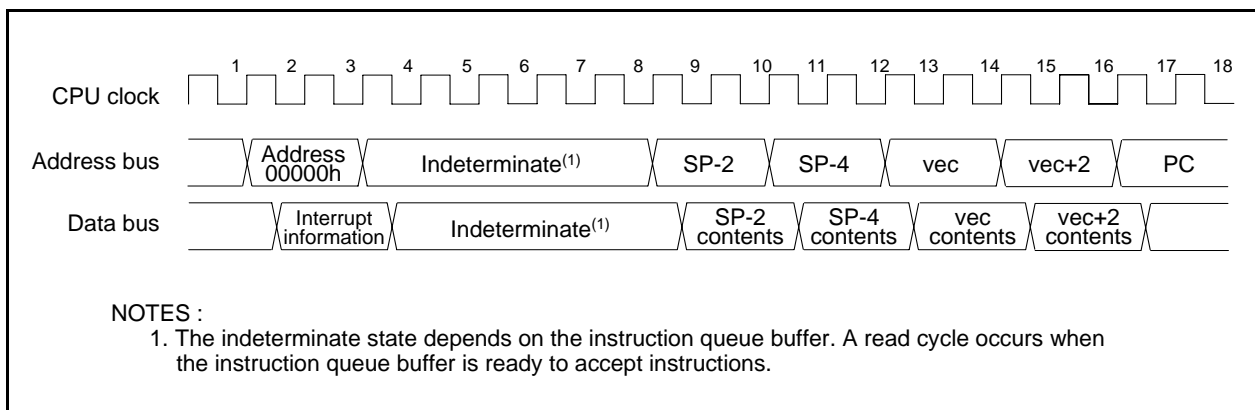 1 2 3 4 5 6 7 8 9 10 11 12 13 14 15 16 17 18
CPU clock
Address bus
Address
00000h
Indeterminate(1)
SP-2
SP-4
vec
vec+2
PC
Data bus
Interrupt
information
Indeterminate(1)
SP-2
contents
SP-4
contents
vec
contents
vec+2
contents
NOTES :
1. The indeterminate state depends on the instruction queue buffer. A read cycle occurs when
the instruction queue buffer is ready to accept instructions.